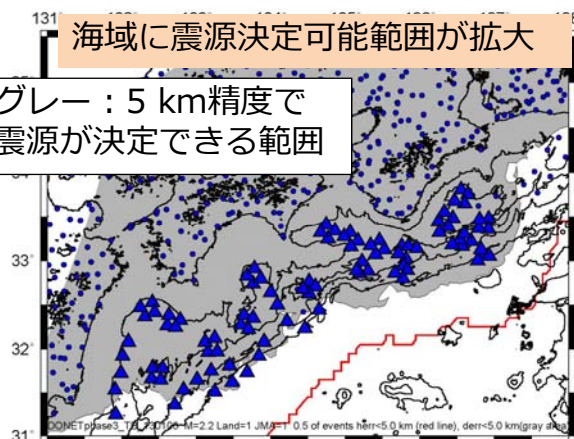 131°
137°
海域に震源決定可能範囲が拡大
グレー：5 km精度で
震源が決定できる範囲
33°
32°
31°
M=2.2 Land=1 JMA=1 0.5 of events herr<5.0 km (red line), derr<5.0 km(gray area)